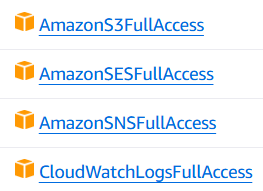 AmazonS3FullAccess
AmazonSESFullAccess
AmazonSNSFullAccess
CloudWatchLogsFullAccess